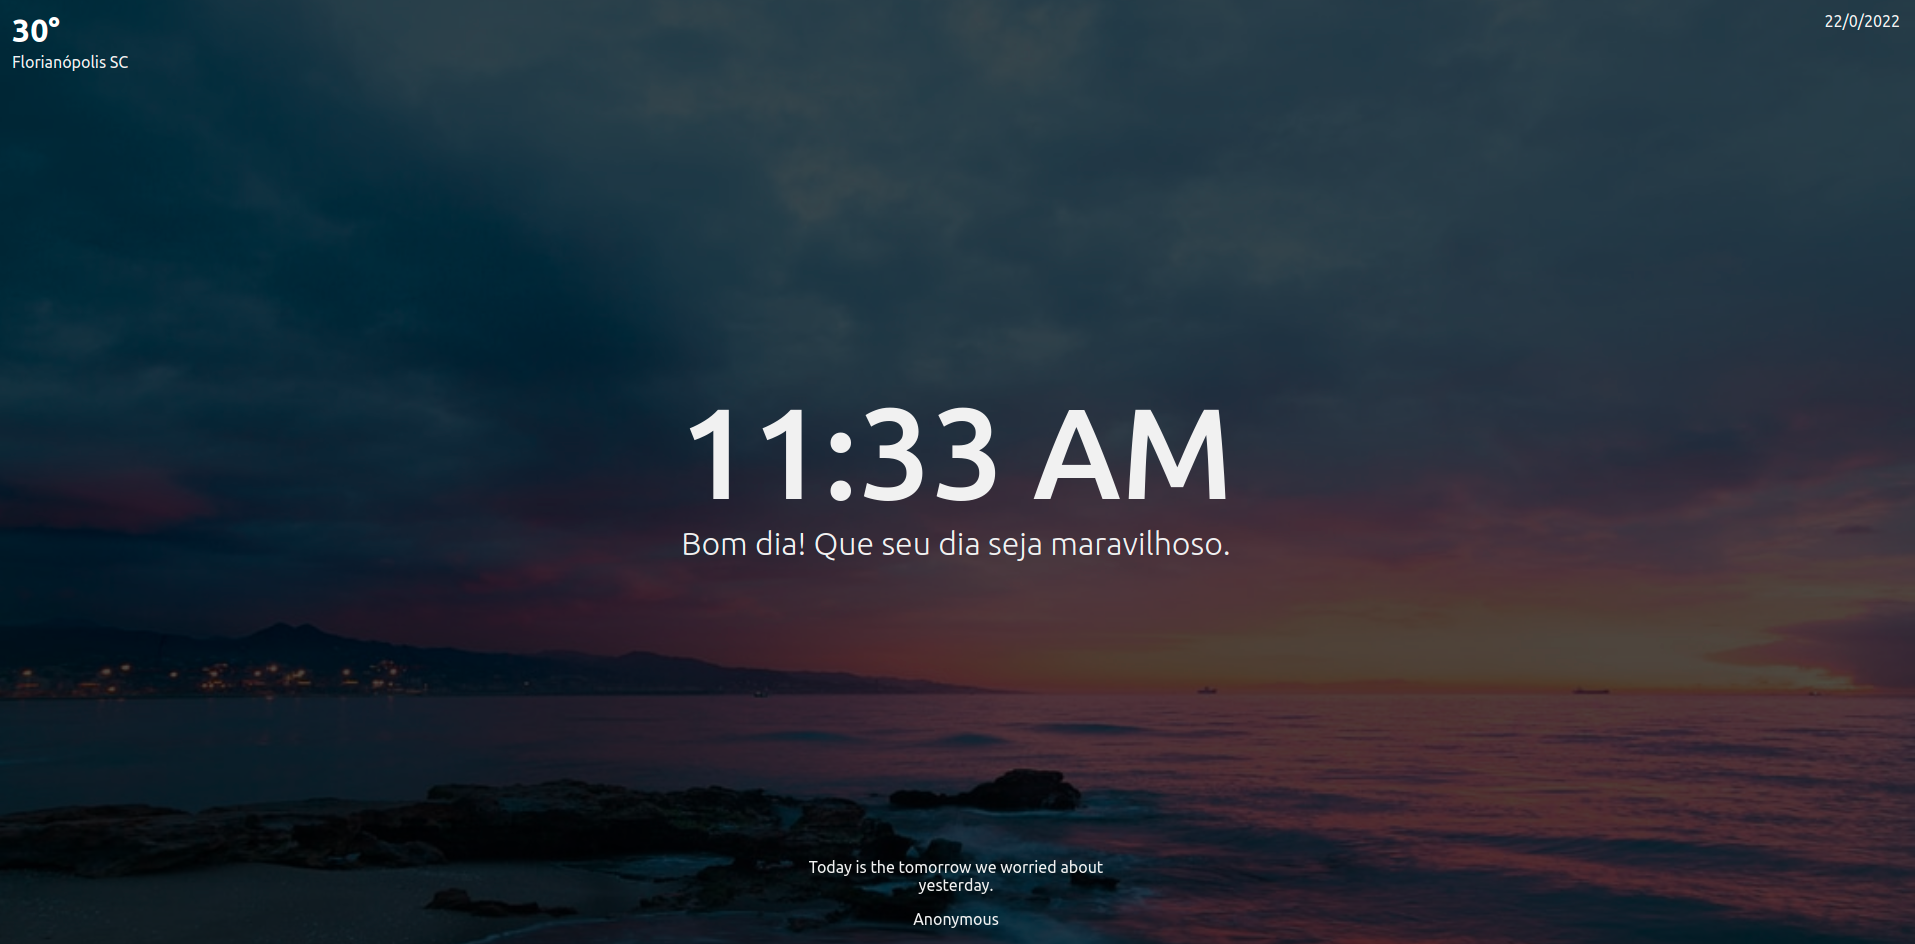 30°
Florianópolis SC
22/0/2022
11:33 AM
Bom dia! Que seu dia seja maravilhoso.
Today is the tomorrow we worried about
yesterday.
Anonymous